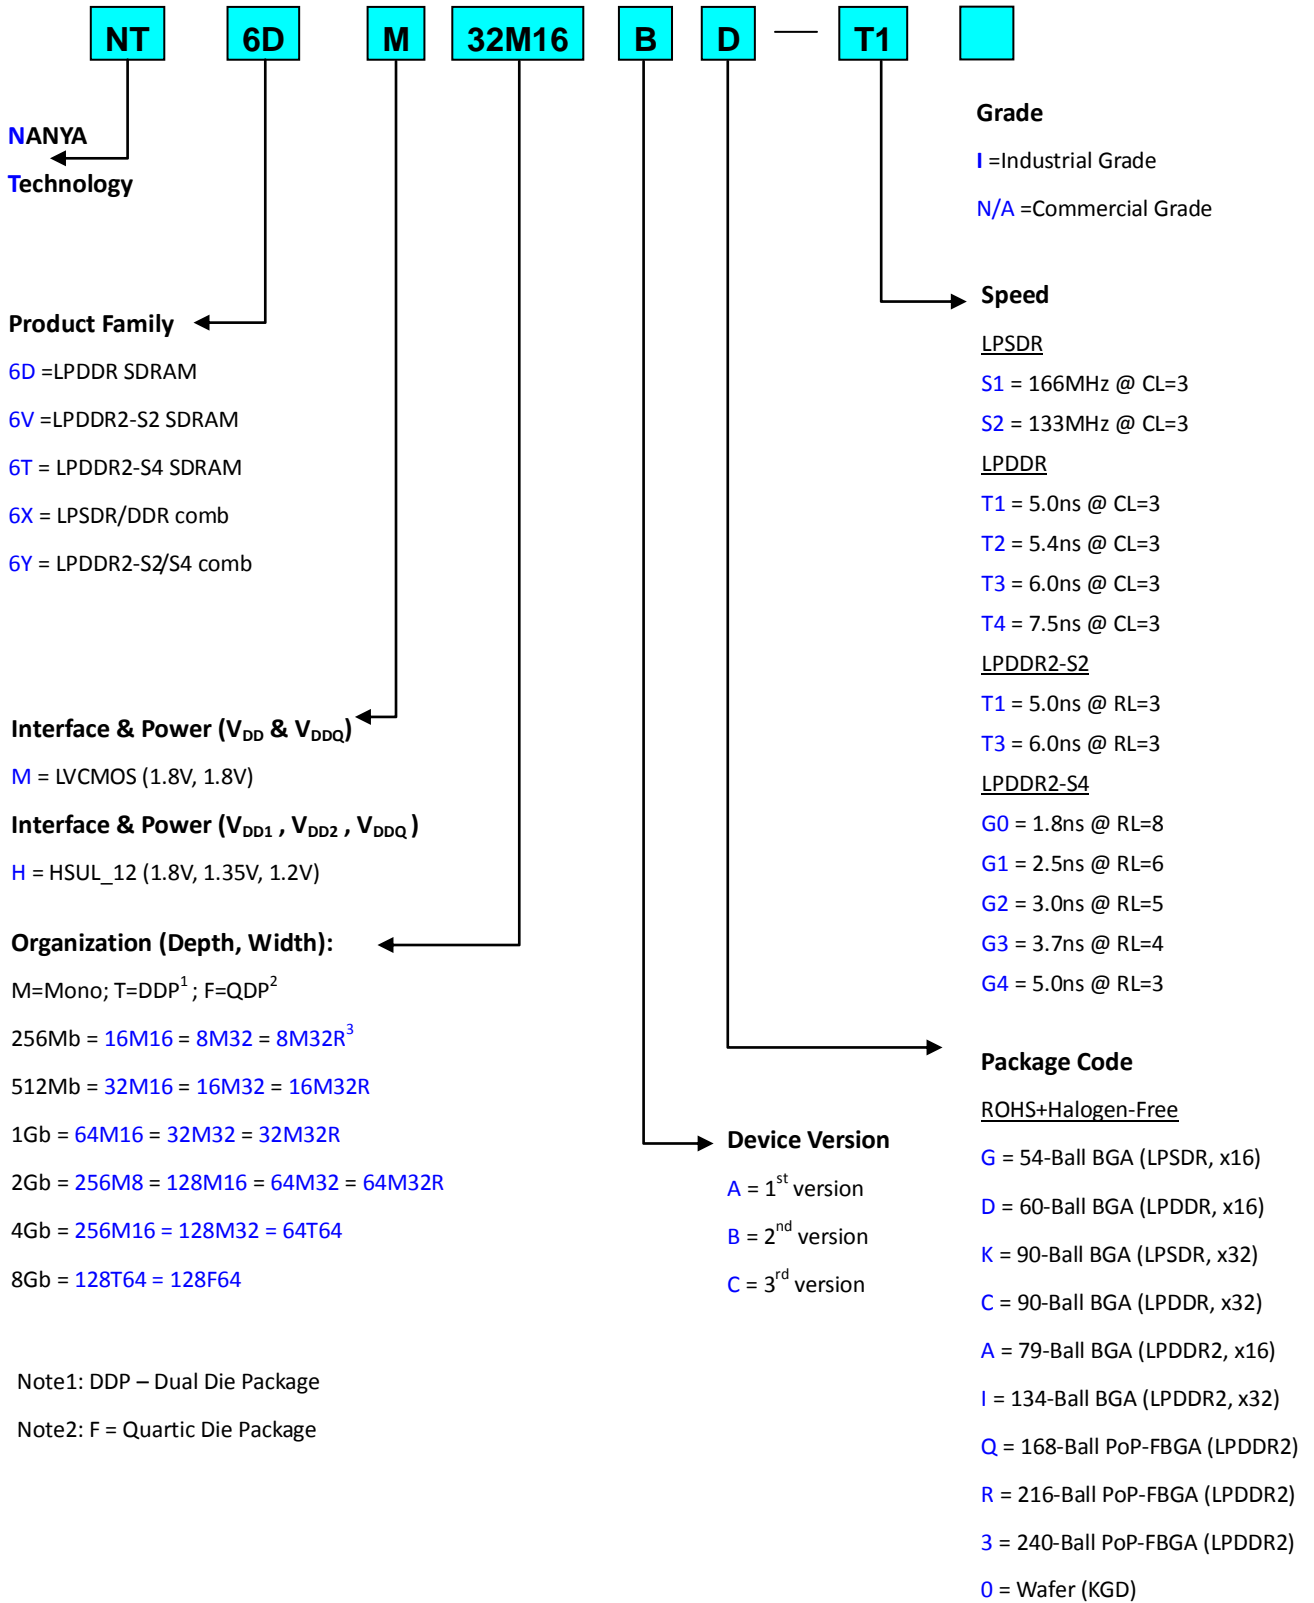 NT 6D M 32M16 B D — T1
NANYA
Technology
Product Family
6D =LPDDR SDRAM
6V =LPDDR2-S2 SDRAM
6T = LPDDR2-S4 SDRAM
6X = LPSDR/DDR comb
6Y = LPDDR2-S2/S4 comb
Interface & Power (VDD & VDDQ)
M = LVCMOS (1.8V, 1.8V)
Interface & Power (VDD1 , VDD2 , VDDQ )
H = HSUL_12 (1.8V, 1.35V, 1.2V)
Organization (Depth, Width):
M=Mono; T=DDP1 ; F=QDP2
256Mb = 16M16 = 8M32 = 8M32R3
512Mb = 32M16 = 16M32 = 16M32R
1Gb = 64M16 = 32M32 = 32M32R
2Gb = 256M8 = 128M16 = 64M32 = 64M32R
4Gb = 256M16 = 128M32 = 64T64
8Gb = 128T64 = 128F64
Note1: DDP – Dual Die Package
Note2: F = Quartic Die Package
Device Version
A = 1st version
B = 2nd version
C = 3rd version
Grade
I =Industrial Grade
N/A =Commercial Grade
Speed
LPSDR
S1 = 166MHz @ CL=3
S2 = 133MHz @ CL=3
LPDDR
T1 = 5.0ns @ CL=3
T2 = 5.4ns @ CL=3
T3 = 6.0ns @ CL=3
T4 = 7.5ns @ CL=3
LPDDR2-S2
T1 = 5.0ns @ RL=3
T3 = 6.0ns @ RL=3
LPDDR2-S4
G0 = 1.8ns @ RL=8
G1 = 2.5ns @ RL=6
G2 = 3.0ns @ RL=5
G3 = 3.7ns @ RL=4
G4 = 5.0ns @ RL=3
Package Code
ROHS+Halogen-Free
G = 54-Ball BGA (LPSDR, x16)
D = 60-Ball BGA (LPDDR, x16)
K = 90-Ball BGA (LPSDR, x32)
C = 90-Ball BGA (LPDDR, x32)
A = 79-Ball BGA (LPDDR2, x16)
I = 134-Ball BGA (LPDDR2, x32)
Q = 168-Ball PoP-FBGA (LPDDR2)
R = 216-Ball PoP-FBGA (LPDDR2)
3 = 240-Ball PoP-FBGA (LPDDR2)
0 = Wafer (KGD)